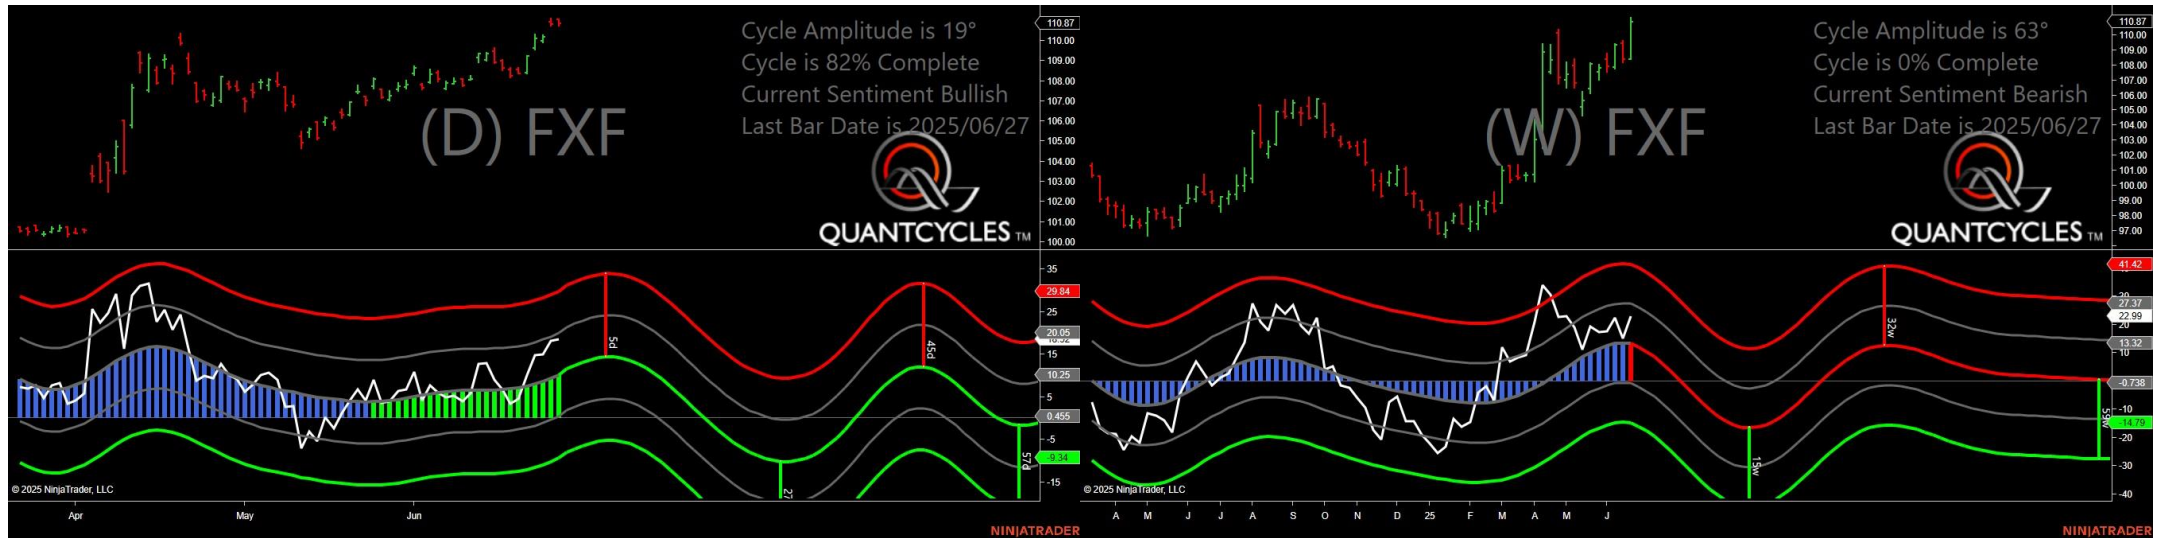 Cycle Amplitude is 19°
Cycle is 82% Complete
Current Sentiment Bullish
Last Bar Date is 2025/06/27
(D) FXF
QUANTCYCLES TM
110.87
110.00
109.00
108.00
107.00
106.00
105.00
104.00
103.00
102.00
101.00
100.00
35
29.84
25
20.05
15
10.25
5
0.455
-5
-9.34
-15
5d
27
45d
57d
© 2025 NinjaTrader, LLC
Apr May Jun
NINJATRADER
Cycle Amplitude is 63°
Cycle is 0% Complete
Current Sentiment Bearish
Last Bar Date is 2025/06/27
(W) FXF
QUANTCYCLES TM
110.87
110.00
109.00
108.00
106.00
105.00
104.00
103.00
102.00
101.00
100.00
99.00
98.00
97.00
41.42
27.37
22.99
20
13.32
10
-0.738
-10
-14.79
-20
-30
-40
15w
32w
59w
© 2025 NinjaTrader, LLC
A M J J A S O N D 25 F M A M J
NINJATRADER